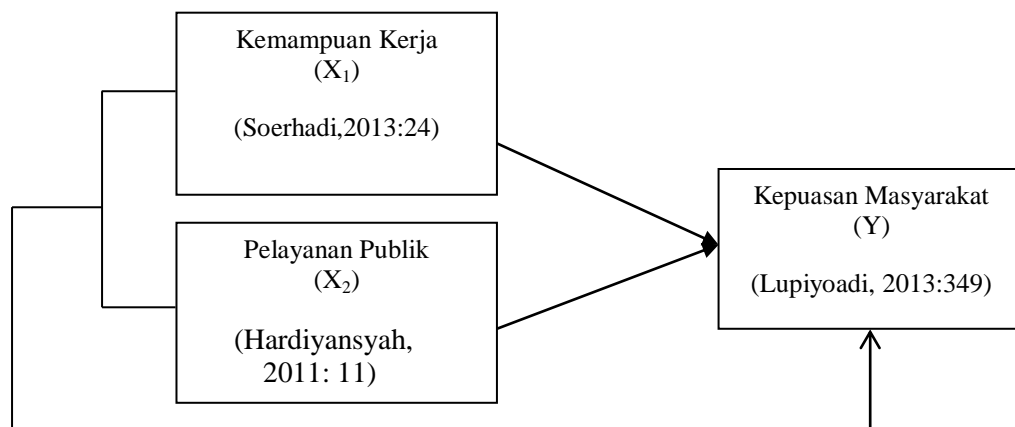 Kemampuan Kerja
(X₁)
(Soerhadi,2013:24)
Pelayanan Publik
(X₂)
(Hardiyansyah,
2011: 11)
Kepuasan Masyarakat
(Y)
(Lupiyoadi, 2013:349)